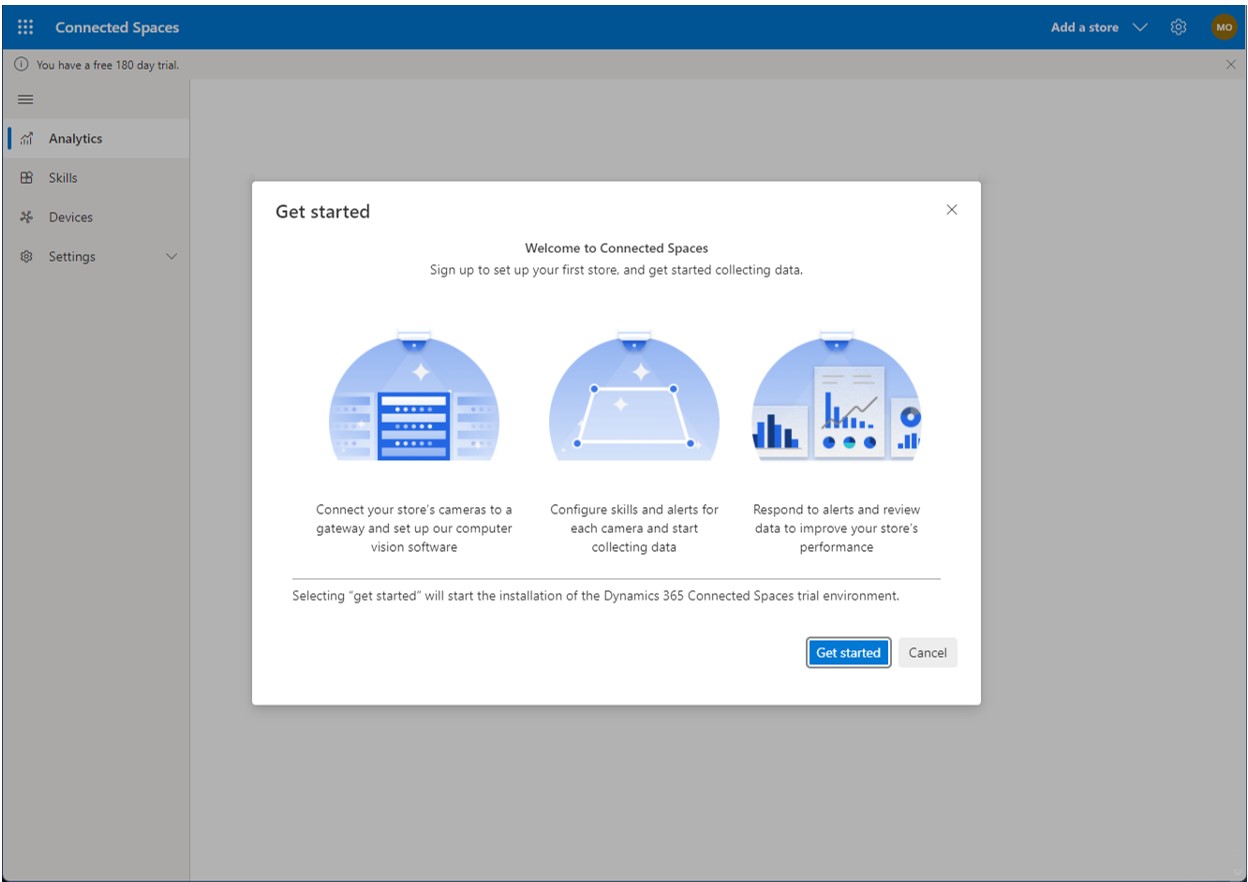 Connected Spaces
Add a store
MO
You have a free 180 day trial.
Analytics
Skills
Devices
Settings
Get started
Welcome to Connected Spaces
Sign up to set up your first store, and get started collecting data.
Connect your store's cameras to a
gateway and set up our computer
vision software
Configure skills and alerts for
each camera and start
collecting data
Respond to alerts and review
data to improve your store's
performance
Selecting “get started” will start the installation of the Dynamics 365 Connected Spaces trial environment.
Get started
Cancel